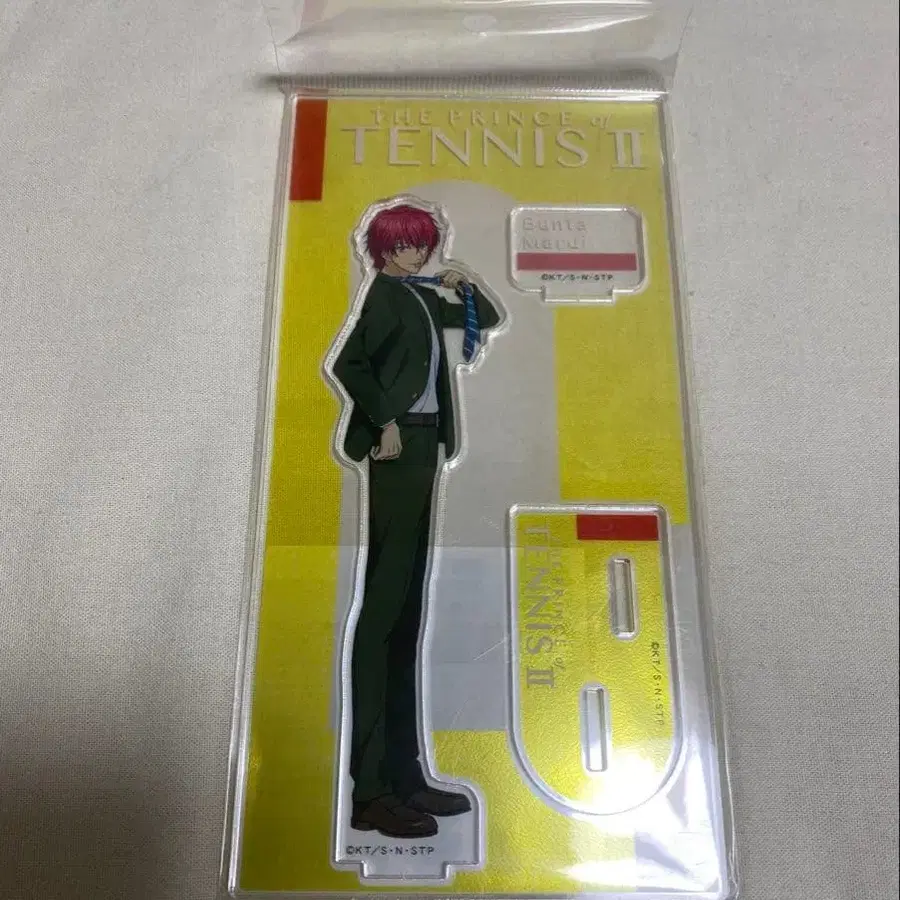 THE PRINCE of
TENNIS II
Bunta
Marui
©KT/S·N·STP
THE PRINCE of
TENNIS II
©KT/S·N·STP
©KT/S·N·STP